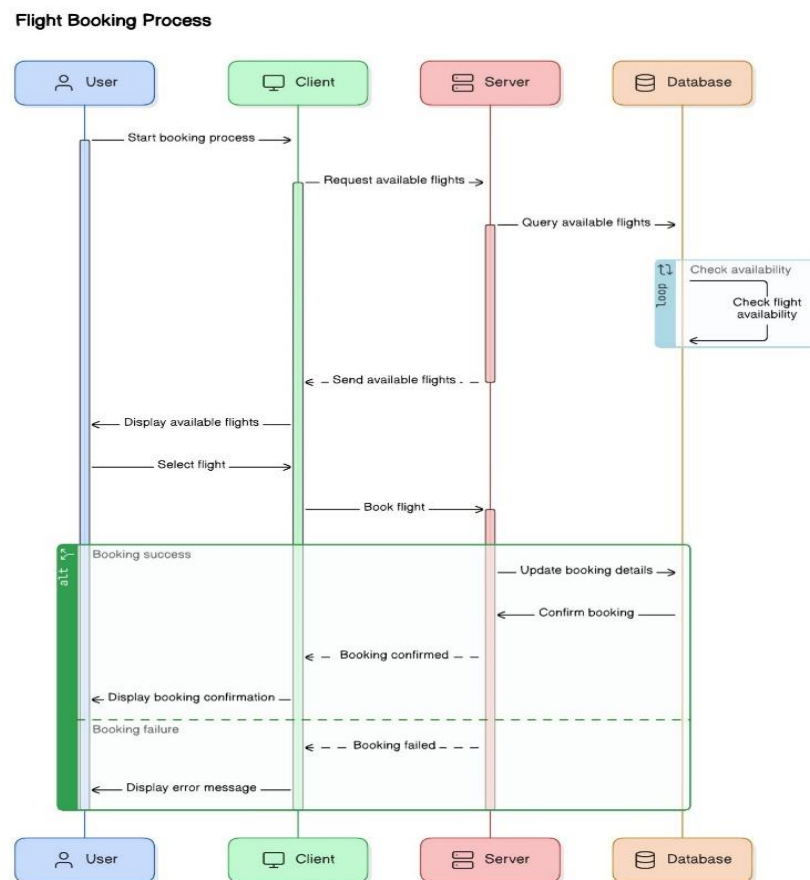 Flight Booking Process
User
Client
Server
Database
Start booking process
Request available flights
Query available flights
loop
Check availability
Check flight
availability
Send available flights
Display available flights
Select flight
Book flight
alt
Booking success
Update booking details
Confirm booking
Booking confirmed
Display booking confirmation
Booking failure
Booking failed
Display error message
User
Client
Server
Database